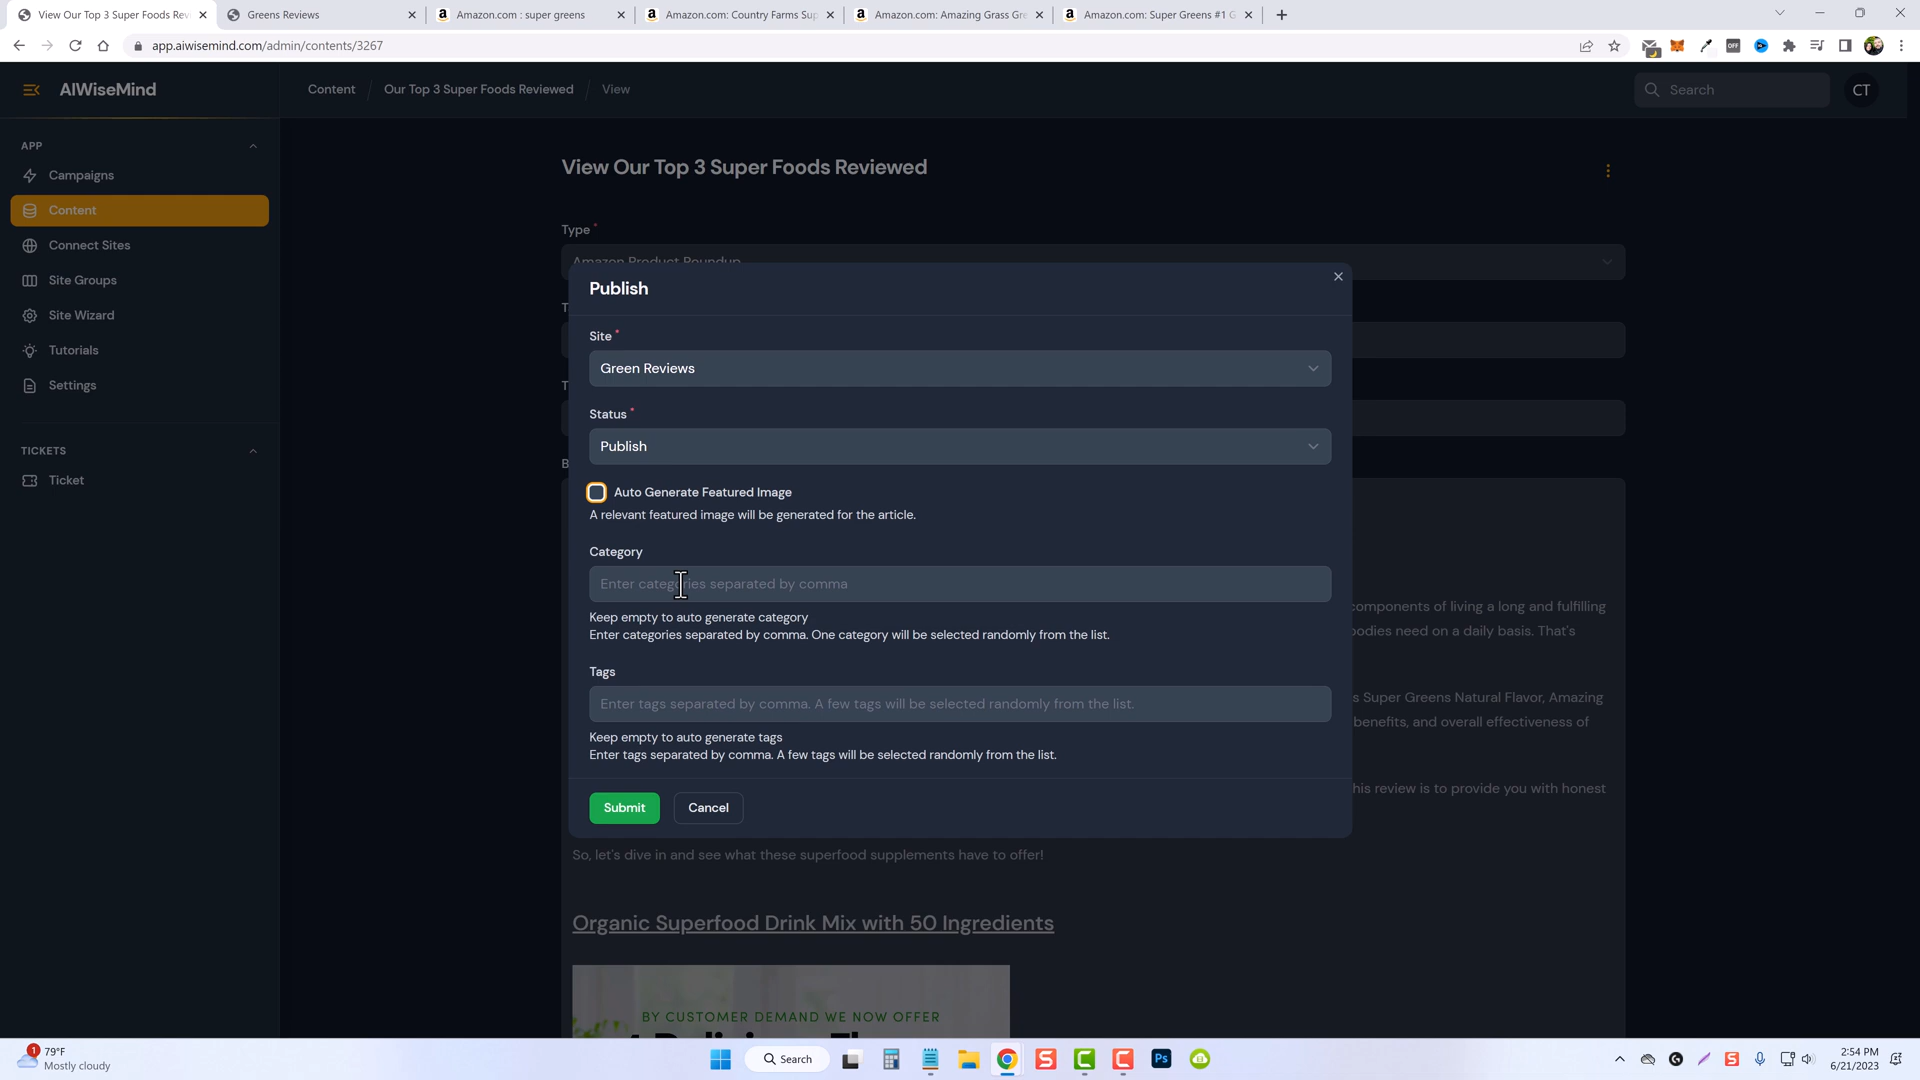 View Our Top 3 Super Foods Rev
Greens Reviews
Amazon.com : super greens
Amazon.com: Country Farms Sup
Amazon.com: Amazing Grass Gre
Amazon.com: Super Greens #1 G
app.aiwisemind.com/admin/contents/3267
OFF
AIWiseMind
Content
Our Top 3 Super Foods Reviewed
View
Search
CT
APP
Campaigns
Content
Connect Sites
Site Groups
Site Wizard
Tutorials
Settings
TICKETS
Ticket
View Our Top 3 Super Foods Reviewed
Type *
Amazon Product Roundup
T
T
B
Publish
Site *
Green Reviews
Status *
Publish
Auto Generate Featured Image
A relevant featured image will be generated for the article.
Category
Enter categories separated by comma
Keep empty to auto generate category
Enter categories separated by comma. One category will be selected randomly from the list.
Tags
Enter tags separated by comma. A few tags will be selected randomly from the list.
Keep empty to auto generate tags
Enter tags separated by comma. A few tags will be selected randomly from the list.
Submit
Cancel
components of living a long and fulfilling
odies need on a daily basis. That's
s Super Greens Natural Flavor, Amazing
benefits, and overall effectiveness of
his review is to provide you with honest
So, let's dive in and see what these superfood supplements have to offer!
Organic Superfood Drink Mix with 50 Ingredients
BY CUSTOMER DEMAND WE NOW OFFER
1
79°F
Mostly cloudy
Search
Ps
2:54 PM
6/21/2023